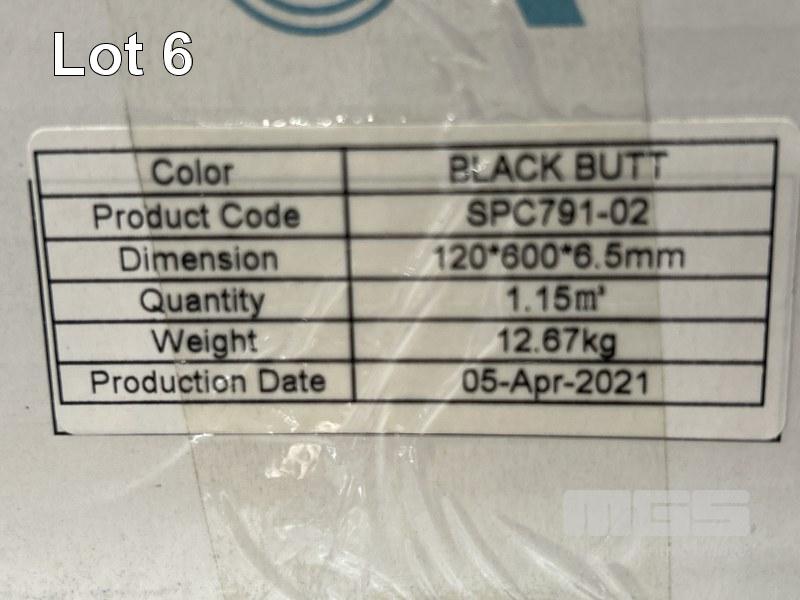 Lot 6
Color BLACK BUTT
Product Code SPC791-02
Dimension 120*600*6.5mm
Quantity 1.15㎡
Weight 12.67kg
Production Date 05-Apr-2021
MGS